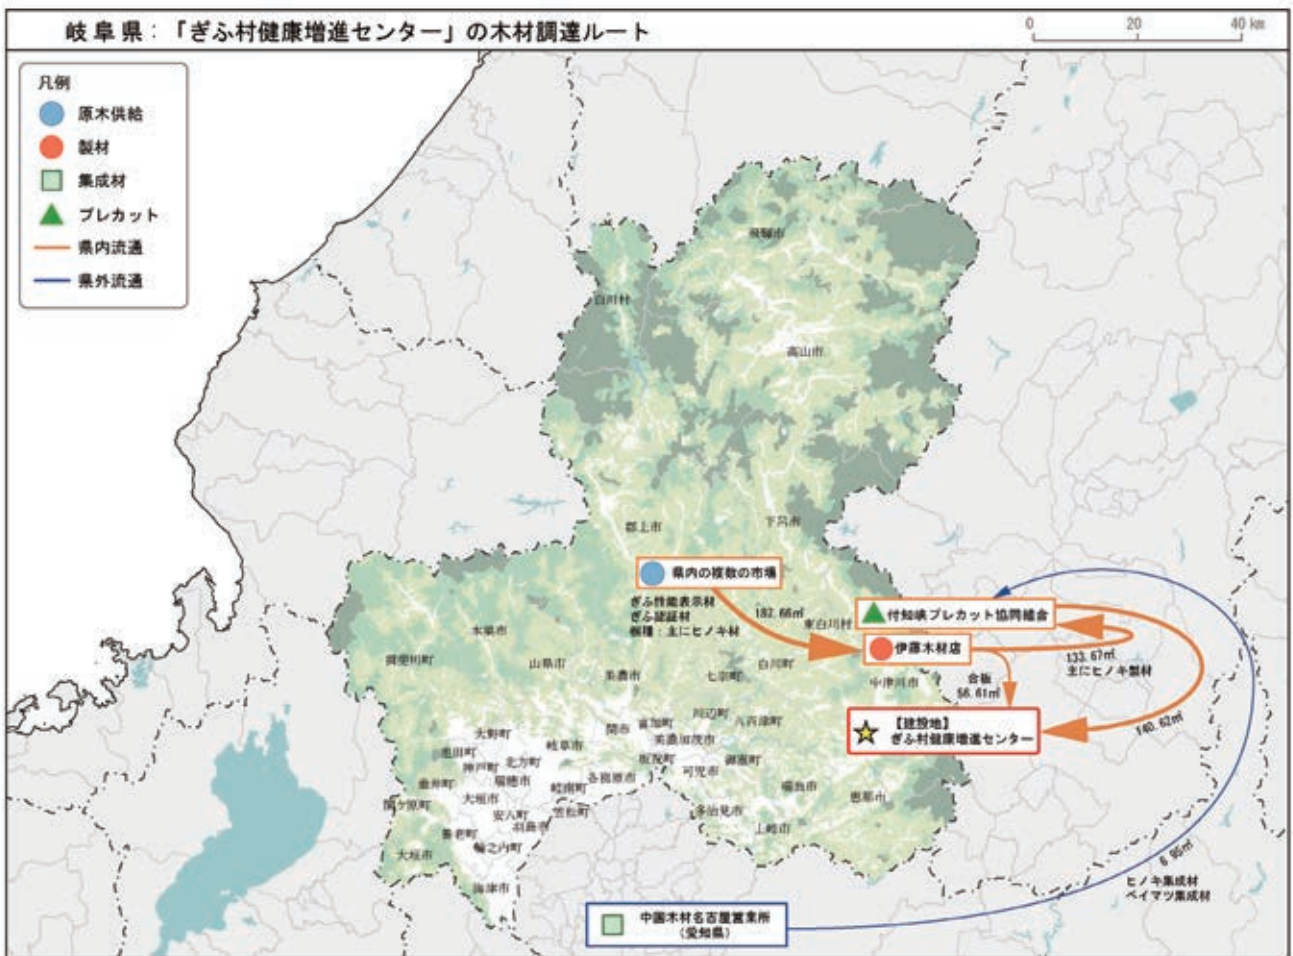 岐阜県：「ぎふ村健康増進センター」の木材調達ルート
0 20 40 km
凡例
原木供給
製材
集成材
プレカット
県内流通
県外流通
飛騨市
白川村
高山市
郡上市
下呂市
県内の複数の市場
ぎふ性能表示材
ぎふ認証材
樹種：主にヒノキ材
182.66㎥
東白川村
付知峡プレカット協同組合
伊藤木材店
133.67㎥
主にヒノキ製材
合板
56.61㎥
140.62㎥
【建設地】
ぎふ村健康増進センター
本巣市
揖斐川町
山県市
美濃市
七宗町
白川町
中津川市
大野町
関市
富加町
川辺町
八百津町
池田町
岐阜市
美濃加茂市
神戸町
北方町
坂祝町
御嵩町
垂井町
瑞穂市
各務原市
可児市
関ケ原町
大垣市
岐南町
瑞浪市
恵那市
安八町
笠松町
多治見市
養老町
羽島市
土岐市
輪之内町
大垣市
海津市
6.95㎥
ヒノキ集成材
ベイマツ集成材
中国木材名古屋営業所
（愛知県）